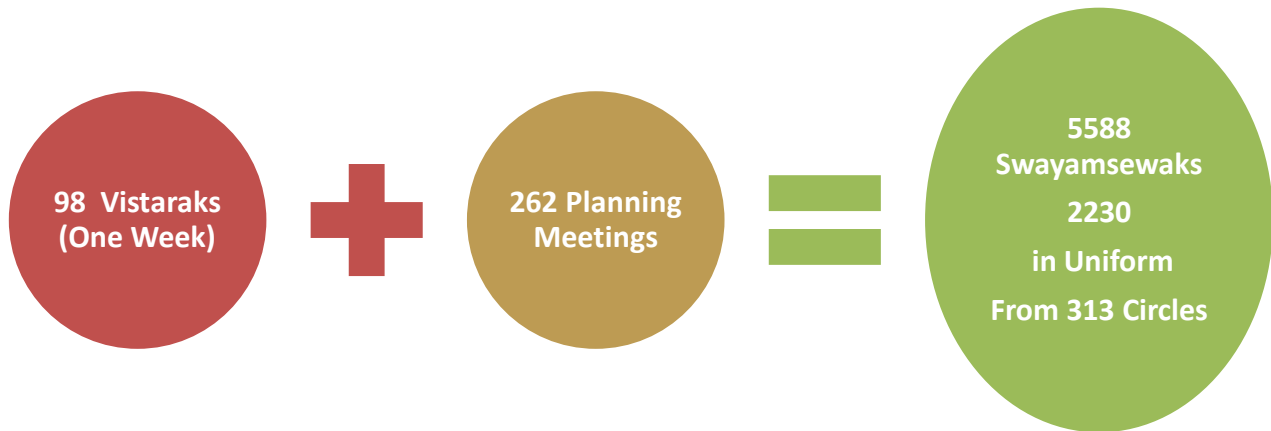 98 Vistaraks
(One Week)
262 Planning
Meetings
5588
Swayamsewaks
2230
in Uniform
From 313 Circles